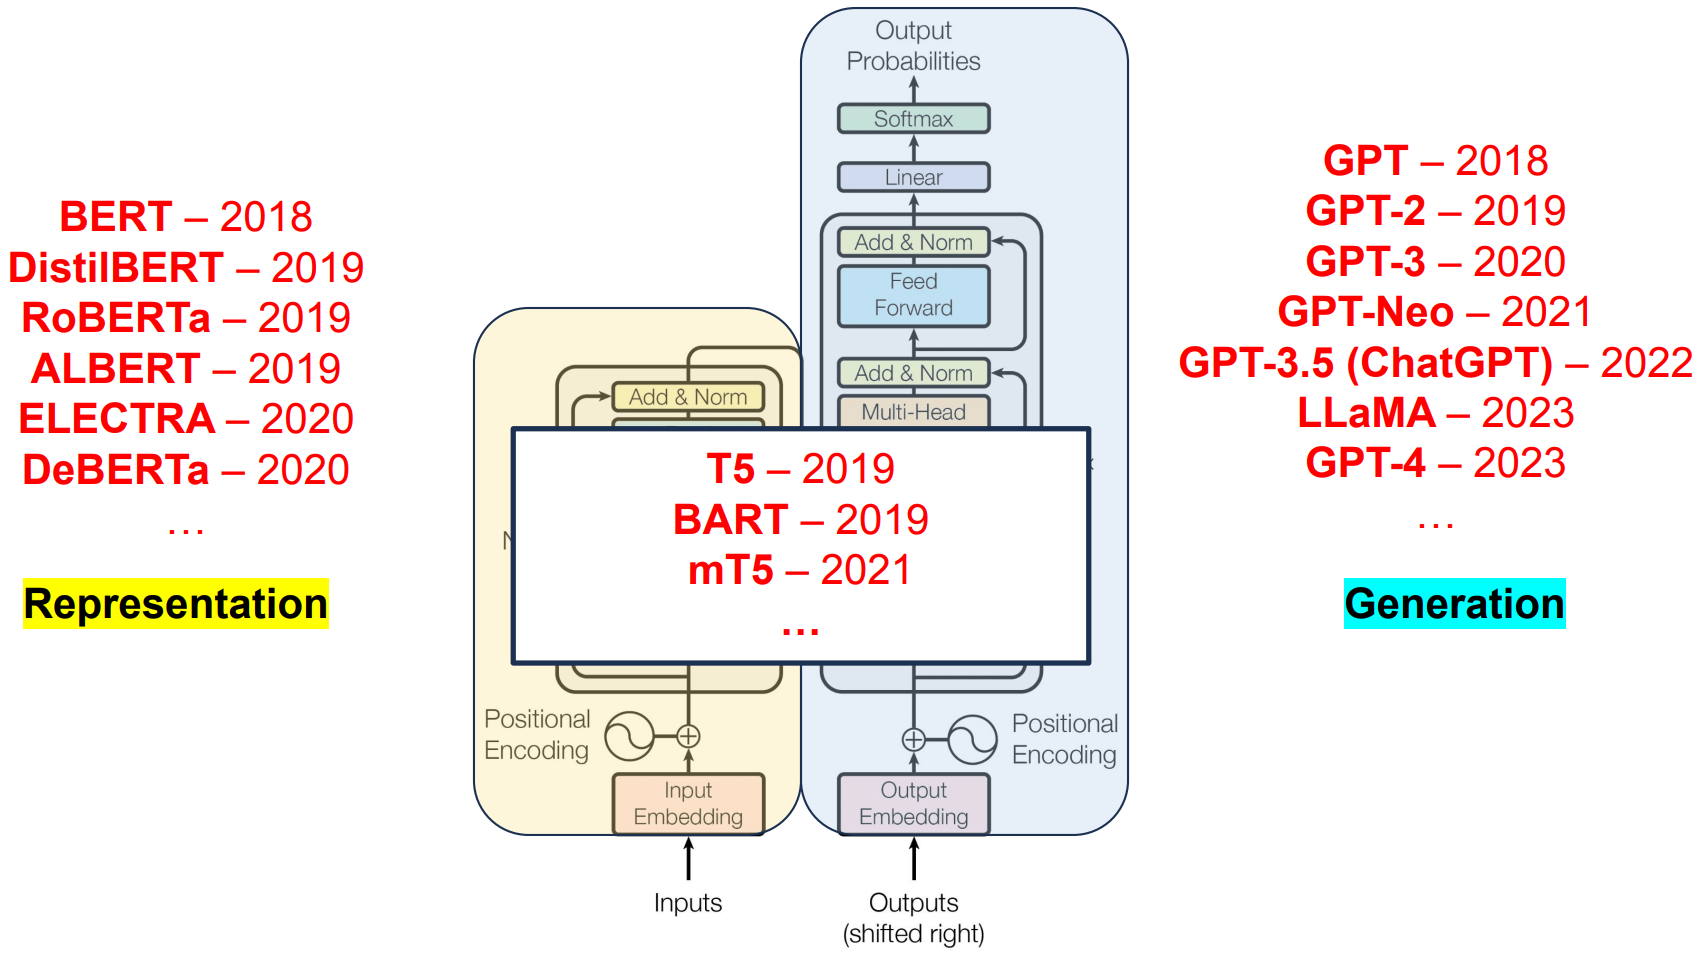 BERT – 2018
DistilBERT – 2019
RoBERTa – 2019
ALBERT – 2019
ELECTRA – 2020
DeBERTa – 2020
...
Representation
Output
Probabilities
Softmax
Linear
Add & Norm
Feed
Forward
Add & Norm
Multi-Head
Add & Norm
T5 – 2019
BART – 2019
mT5 – 2021
...
Positional
Encoding
Input
Embedding
Inputs
Positional
Encoding
Output
Embedding
Outputs
(shifted right)
GPT – 2018
GPT-2 – 2019
GPT-3 – 2020
GPT-Neo – 2021
GPT-3.5 (ChatGPT) – 2022
LLaMA – 2023
GPT-4 – 2023
...
Generation